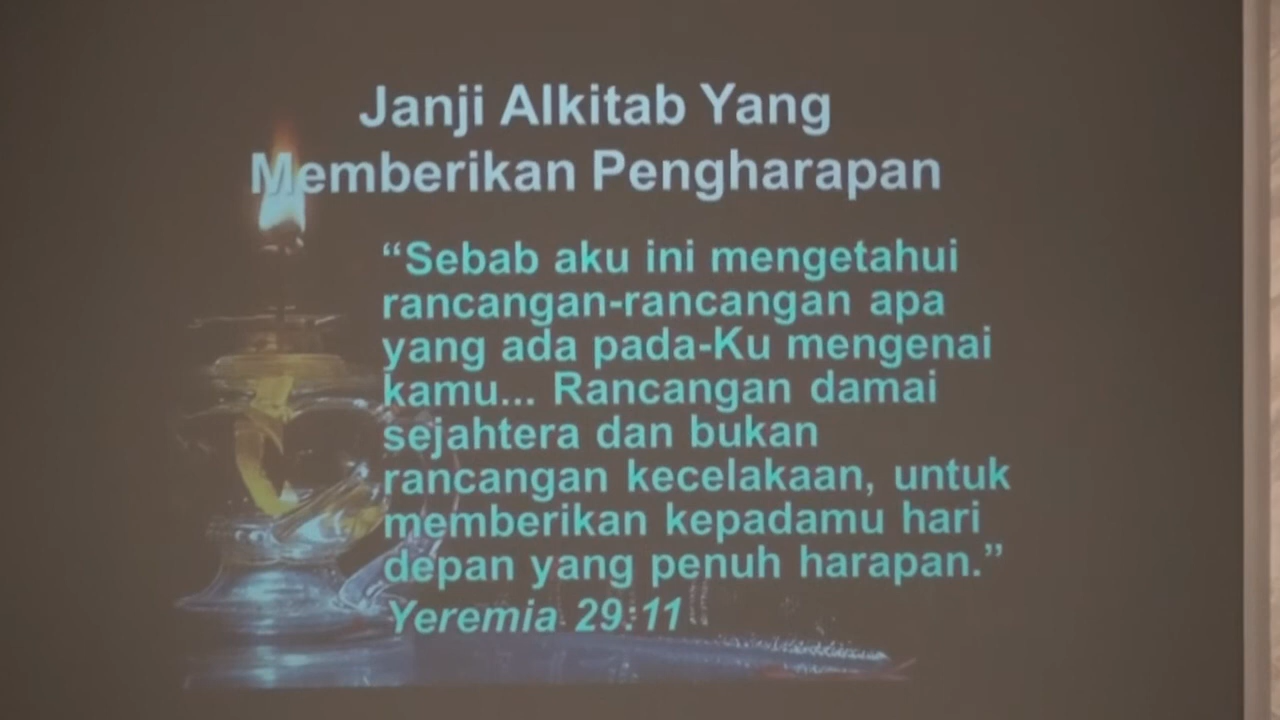 Janji Alkitab Yang
Memberikan Pengharapan
“Sebab aku ini mengetahui
rancangan-rancangan apa
yang ada pada-Ku mengenai
kamu... Rancangan damai
sejahtera dan bukan
rancangan kecelakaan, untuk
memberikan kepadamu hari
depan yang penuh harapan.”
Yeremia 29:11